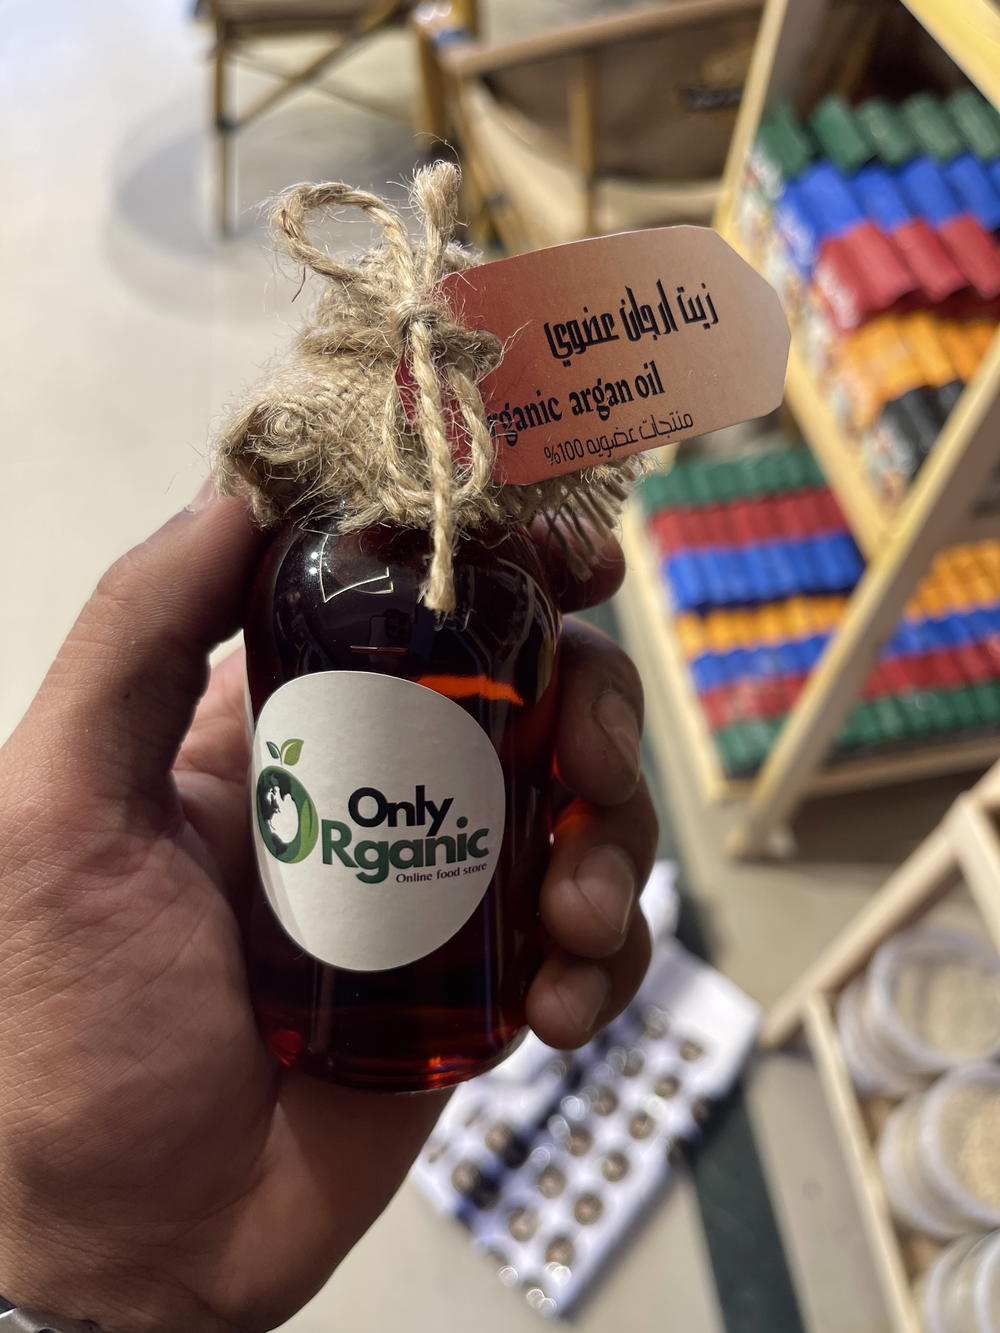 زيت ارجان عضوي
rganic argan oil
منتجات عضويه 100%
Only
ORganic
Online food store